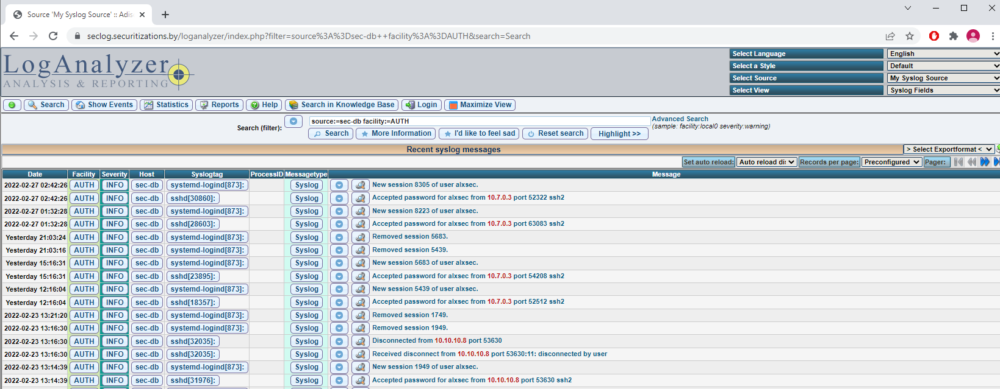 Source 'My Syslog Source' :: Adis
seclog.securitizations.by/loganalyzer/index.php?filter=source%3A%3Dsec-db++facility%3A%3DAUTH&search=Search
LogAnalyzer
ANALYSIS & REPORTING
Select Language English
Select a Style Default
Select Source My Syslog Source
Select View Syslog Fields
Search Show Events Statistics Reports Help Search in Knowledge Base Login Maximize View
Search (filter): source:=sec-db facility:=AUTH Advanced Search
(sample: facility:local0 severity:warning)
Search More Information I'd like to feel sad Reset search Highlight >>
Recent syslog messages > Select Exportformat <
Set auto reload: Auto reload dis Records per page: Preconfigured Pager:
Date Facility Severity Host Syslogtag ProcessID Messagetype Message
2022-02-27 02:42:26 AUTH INFO sec-db systemd-logind[873]: Syslog New session 8305 of user alxsec.
2022-02-27 02:42:26 AUTH INFO sec-db sshd[30860]: Syslog Accepted password for alxsec from 10.7.0.3 port 52322 ssh2
2022-02-27 01:32:28 AUTH INFO sec-db systemd-logind[873]: Syslog New session 8223 of user alxsec.
2022-02-27 01:32:28 AUTH INFO sec-db sshd[28603]: Syslog Accepted password for alxsec from 10.7.0.3 port 63083 ssh2
Yesterday 21:03:24 AUTH INFO sec-db systemd-logind[873]: Syslog Removed session 5683.
Yesterday 21:03:16 AUTH INFO sec-db systemd-logind[873]: Syslog Removed session 5439.
Yesterday 15:16:31 AUTH INFO sec-db systemd-logind[873]: Syslog New session 5683 of user alxsec.
Yesterday 15:16:31 AUTH INFO sec-db sshd[23895]: Syslog Accepted password for alxsec from 10.7.0.3 port 54208 ssh2
Yesterday 12:16:04 AUTH INFO sec-db systemd-logind[873]: Syslog New session 5439 of user alxsec.
Yesterday 12:16:04 AUTH INFO sec-db sshd[18357]: Syslog Accepted password for alxsec from 10.7.0.3 port 52512 ssh2
2022-02-23 13:21:20 AUTH INFO sec-db systemd-logind[873]: Syslog Removed session 1749.
2022-02-23 13:16:30 AUTH INFO sec-db systemd-logind[873]: Syslog Removed session 1949.
2022-02-23 13:16:30 AUTH INFO sec-db sshd[32035]: Syslog Disconnected from 10.10.10.8 port 53630
2022-02-23 13:16:30 AUTH INFO sec-db sshd[32035]: Syslog Received disconnect from 10.10.10.8 port 53630:11: disconnected by user
2022-02-23 13:14:39 AUTH INFO sec-db systemd-logind[873]: Syslog New session 1949 of user alxsec.
2022-02-23 13:14:39 AUTH INFO sec-db sshd[31976]: Syslog Accepted password for alxsec from 10.10.10.8 port 53630 ssh2